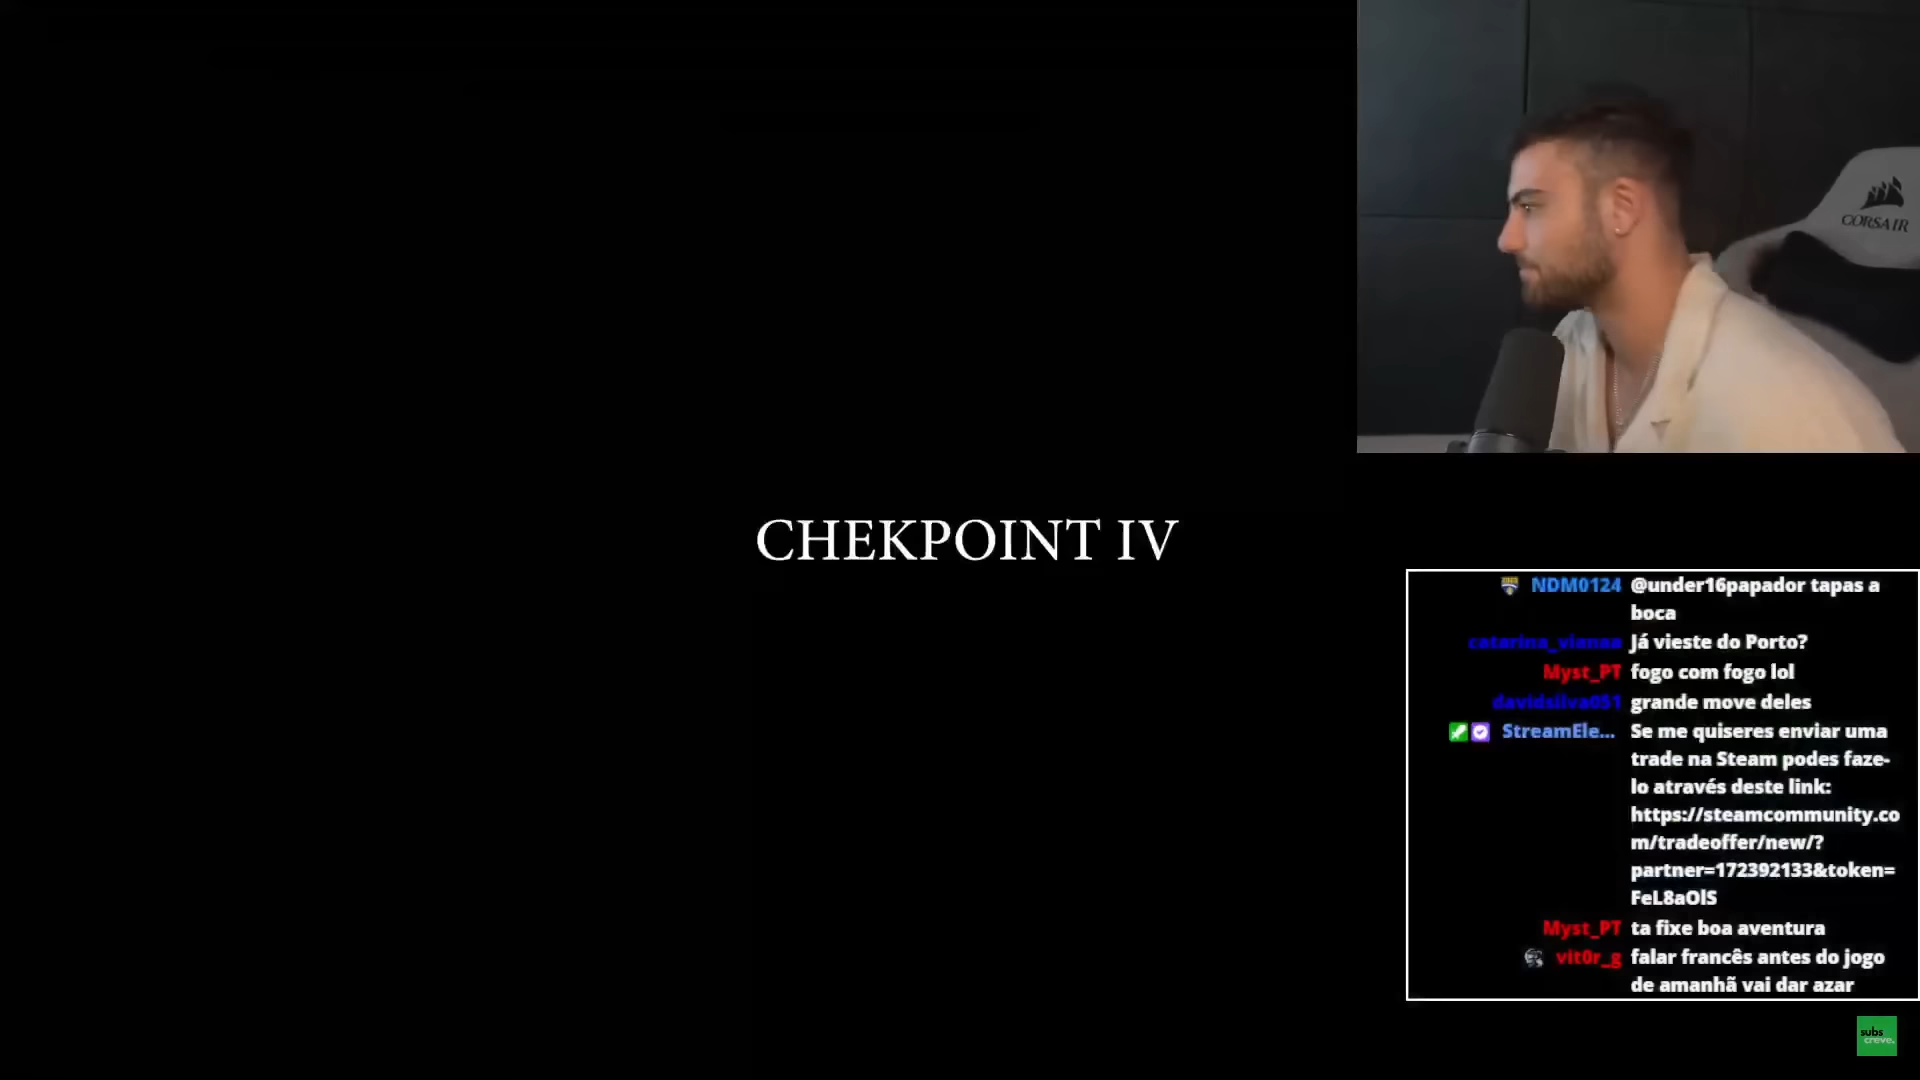 CORSAIR
CHEKPOINT IV
NDM0124 @under16papador tapas a
boca
catarina_vianaa Já vieste do Porto?
Myst_PT fogo com fogo lol
davidsilva051 grande move deles
StreamEle... Se me quiseres enviar uma
trade na Steam podes faze-
lo através deste link:
https://steamcommunity.co
m/tradeoffer/new/?
partner=172392133&token=
FeL8aOlS
Myst_PT ta fixe boa aventura
vit0r_g falar francês antes do jogo
de amanhã vai dar azar
subs
creve.